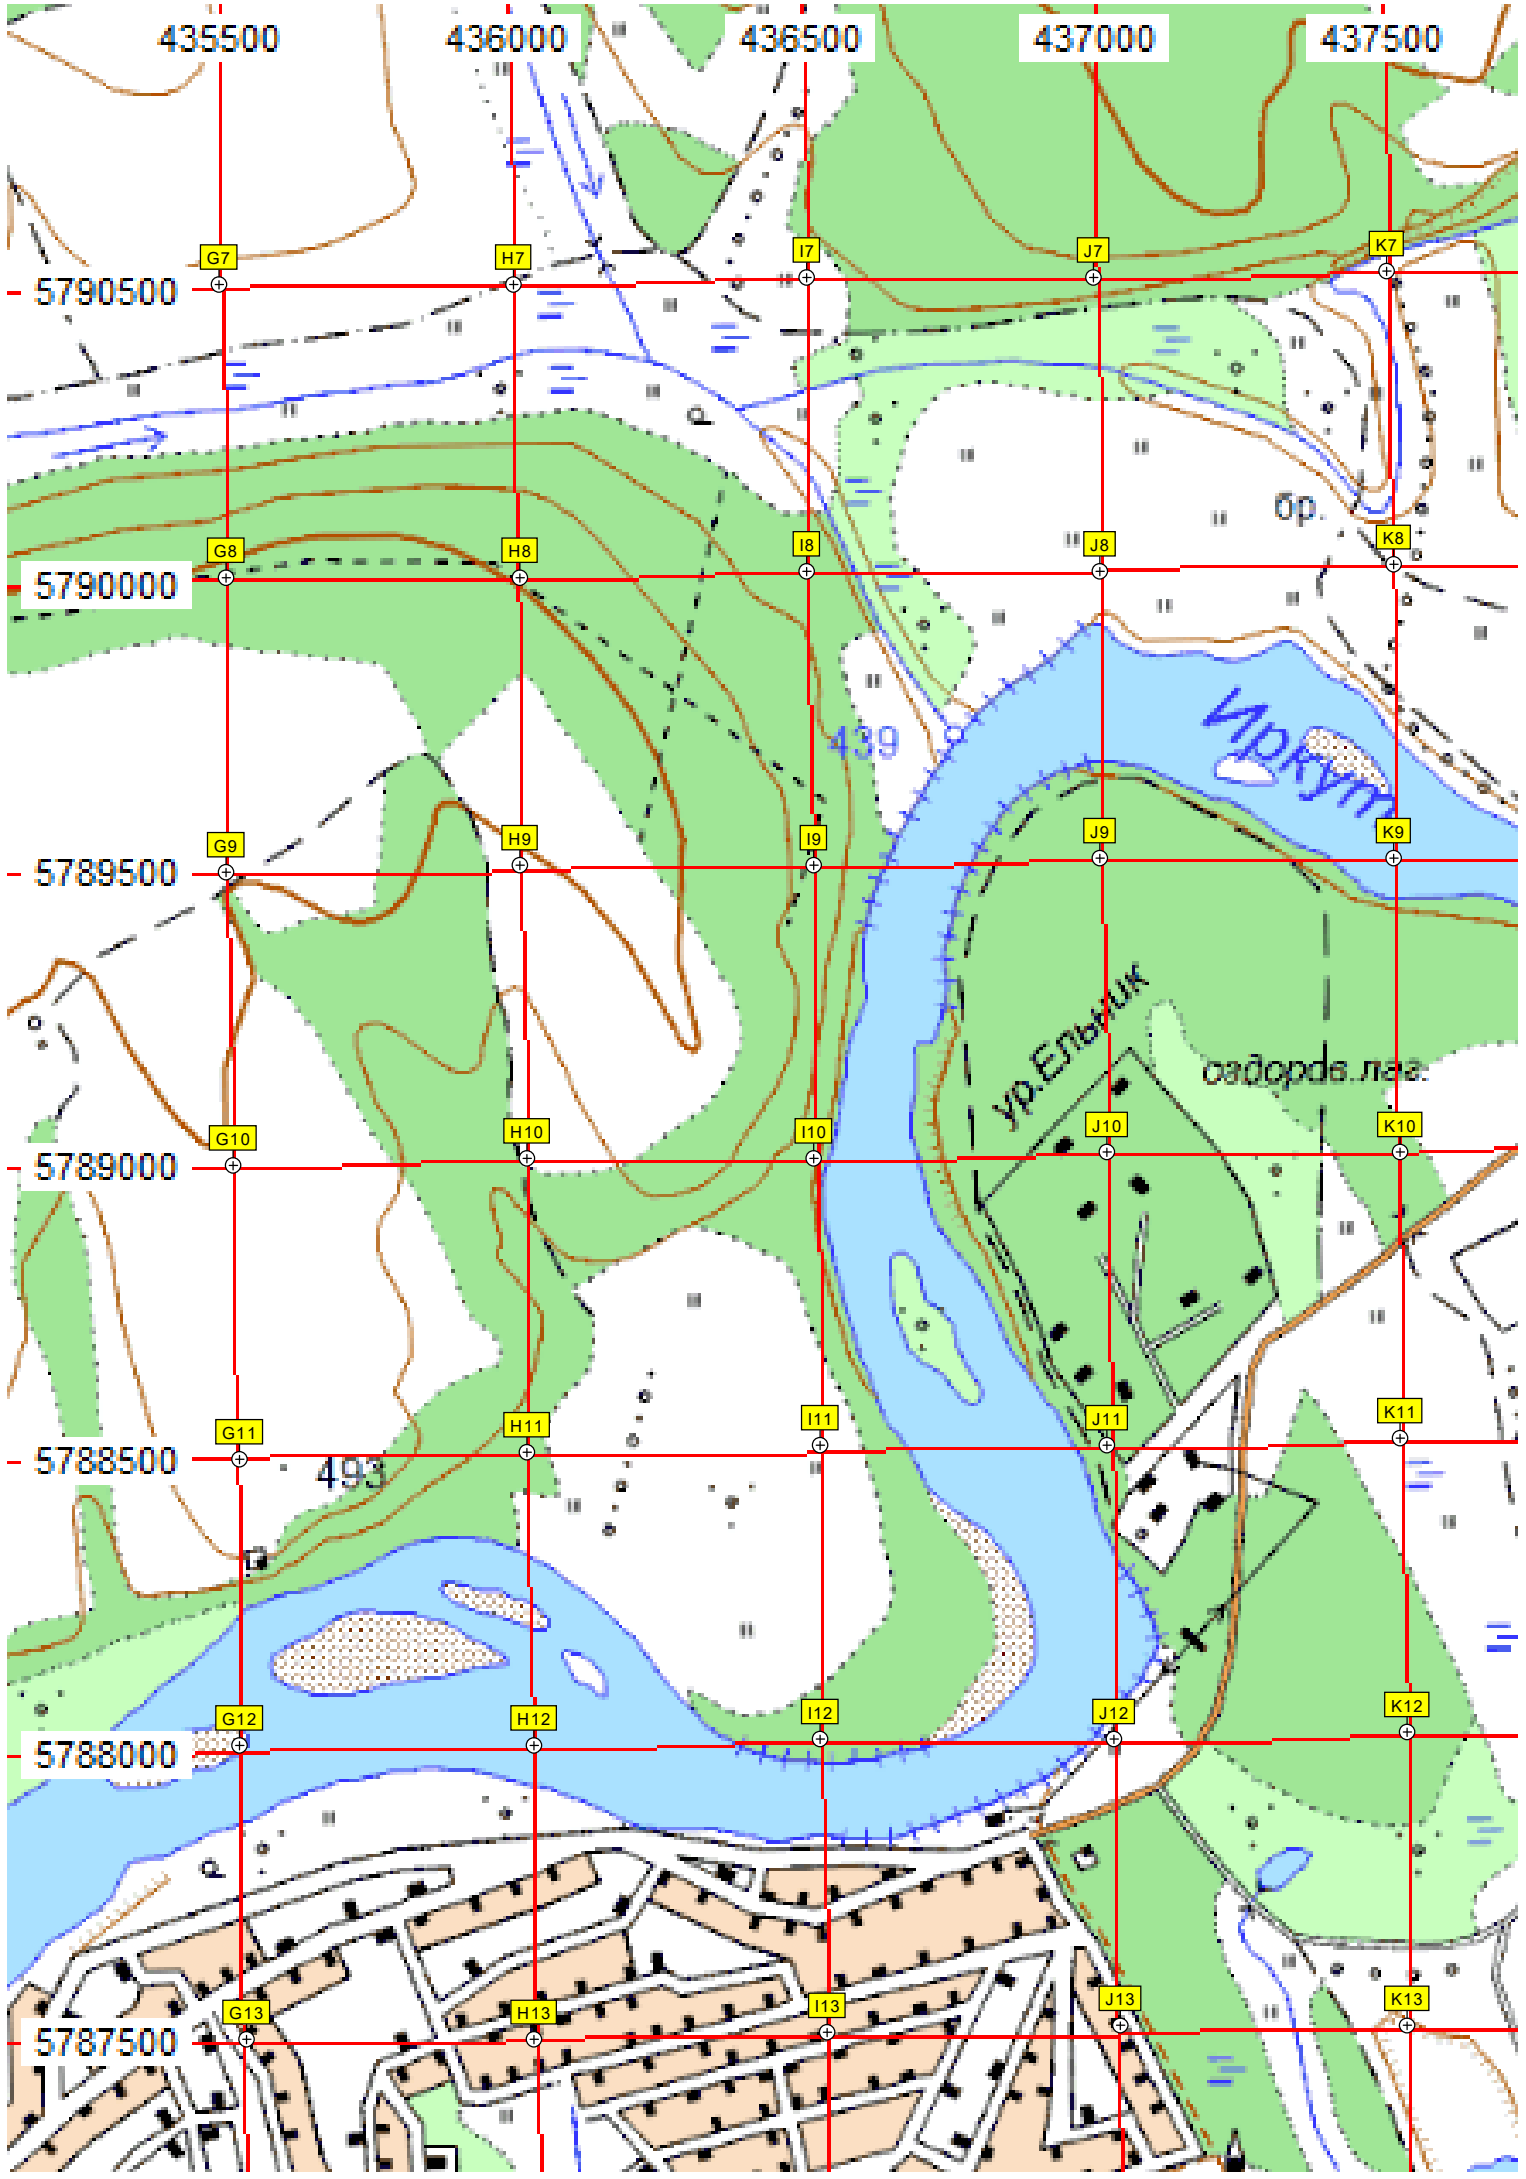 435500 436000 436500 437000 437500
G7 H7 I7 J7 K7
5790500
бр.
G8 H8 I8 J8 K8
5790000
439
Иркут
G9 H9 I9 J9 K9
5789500
ур.Ельник
оздоров.лаг.
G10 H10 I10 J10 K10
5789000
G11 H11 I11 J11 K11
5788500
493
G12 H12 I12 J12 K12
5788000
G13 H13 I13 J13 K13
5787500